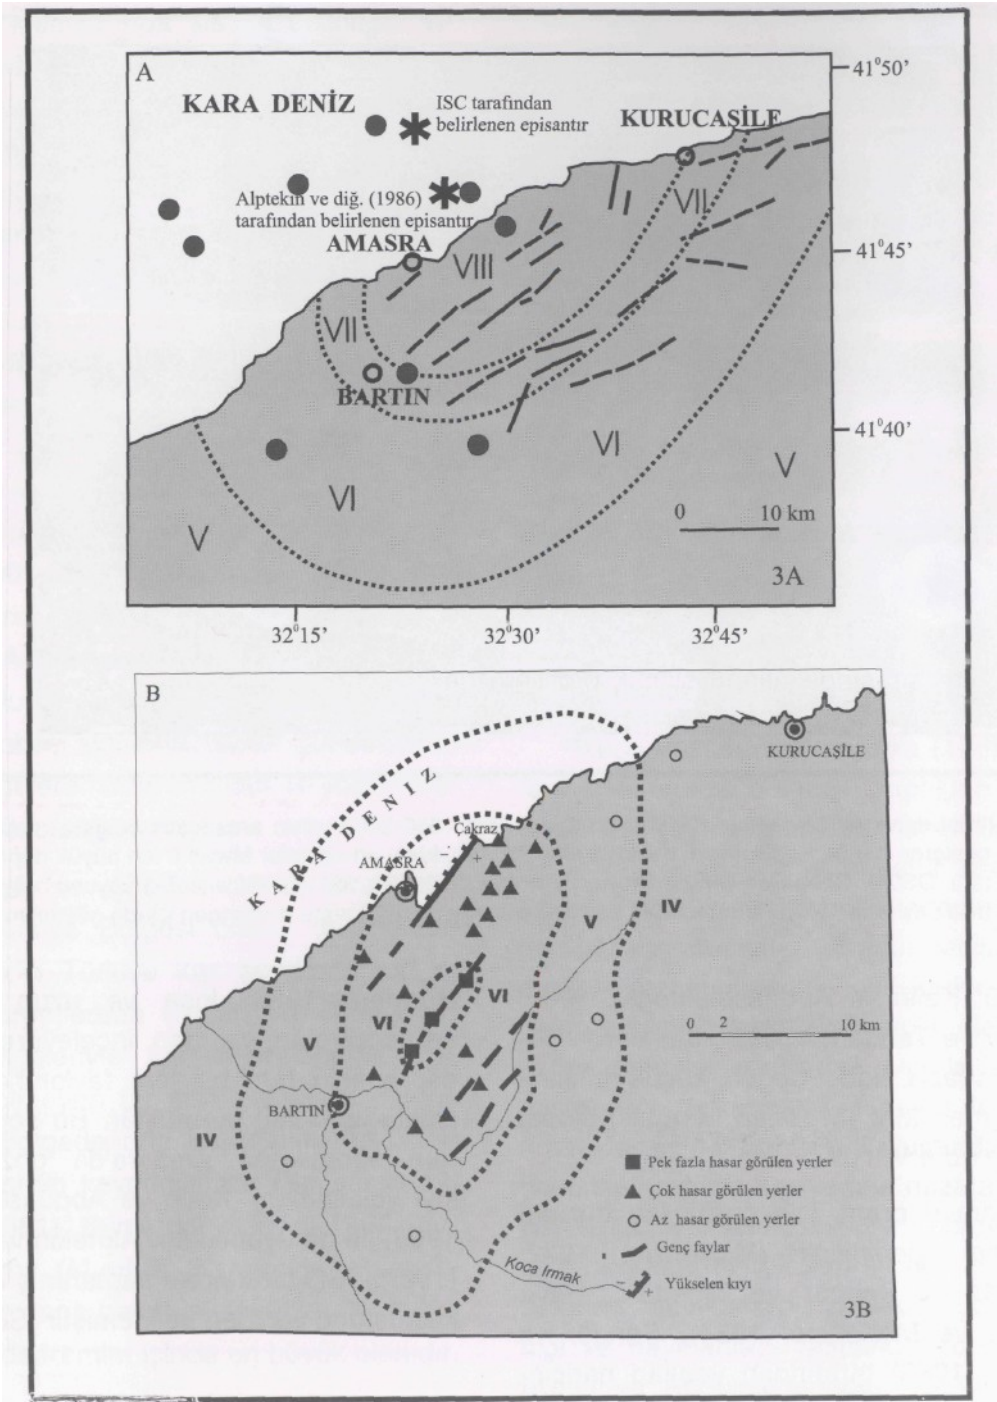 A
41°50'
KARA DENİZ
ISC tarafından
belirlenen episantır
KURUCAŞİLE
Alptekin ve diğ. (1986)
tarafından belirlenen episantır
AMASRA
VII
VIII
41°45'
VII
BARTIN
41°40'
VI
V
VI
V
0 10 km
3A
32°15' 32°30' 32°45'
B
KURUCAŞİLE
KARA DENİZ
Çakraz
- +
AMASRA
V
IV
VI
VI
V
0 2 10 km
BARTIN
IV
Pek fazla hasar görülen yerler
Çok hasar görülen yerler
Az hasar görülen yerler
Genç faylar
Koca Irmak
- + Yükselen kıyı
3B